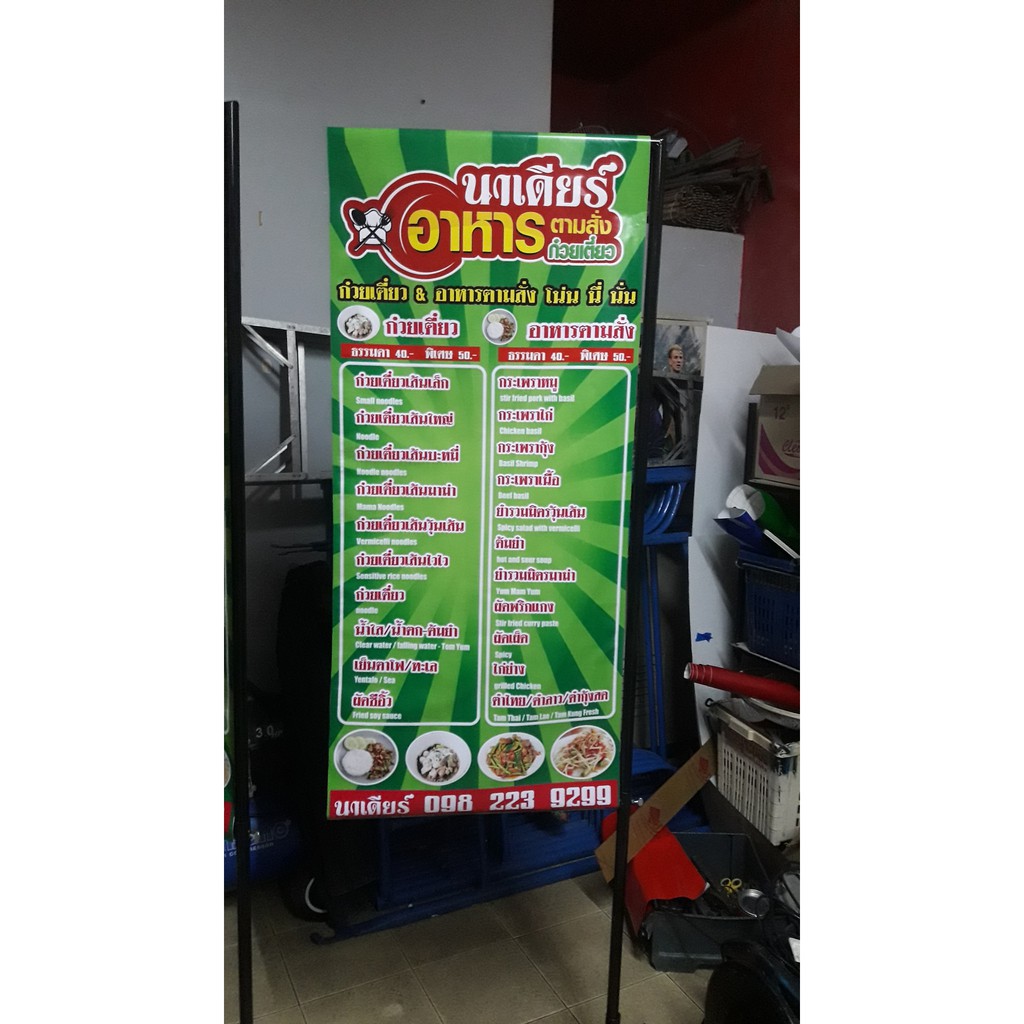 นาเดียร์
อาหาร ตามสั่ง
ก๋วยเตี๋ยว
ก๋วยเตี๋ยว & อาหารตามสั่ง โน่น นี่ นั่น
ก๋วยเตี๋ยว
ธรรมดา 40.- พิเศษ 50.-
ก๋วยเตี๋ยวเส้นเล็ก
Small noodles
ก๋วยเตี๋ยวเส้นใหญ่
Noodle
ก๋วยเตี๋ยวเส้นบะหมี่
Noodle noodles
ก๋วยเตี๋ยวเส้นมาม่า
Mama Noodles
ก๋วยเตี๋ยวเส้นวุ้นเส้น
Vermicelli noodles
ก๋วยเตี๋ยวเส้นไวไว
Sensitive rice noodles
ก๋วยเตี๋ยว
noodle
น้ำใส/น้ำตก-ต้มยำ
Clear water / falling water - Tom Yum
เย็นตาโฟ/ทะเล
Yentafo / Sea
ผัดซีอิ้ว
Fried soy sauce
อาหารตามสั่ง
ธรรมดา 40.- พิเศษ 50.-
กระเพราหมู
stir fried pork with basil
กระเพราไก่
Chicken basil
กระเพรากุ้ง
Basil Shrimp
กระเพราเนื้อ
Beef basil
ยำรวมมิตรวุ้นเส้น
Spicy salad with vermicelli
ต้มยำ
hot and sour soup
ยำรวมมิตรมาม่า
Yum Mam Yum
ผัดพริกแกง
Stir fried curry paste
ผัดเผ็ด
Spicy
ไก่ย่าง
grilled Chicken
ตำไทย/ตำลาว/ตำกุ้งสด
Tam Thai / Tam Lao / Tam Kung Fresh
นาเดียร์ 098 223 9299
12